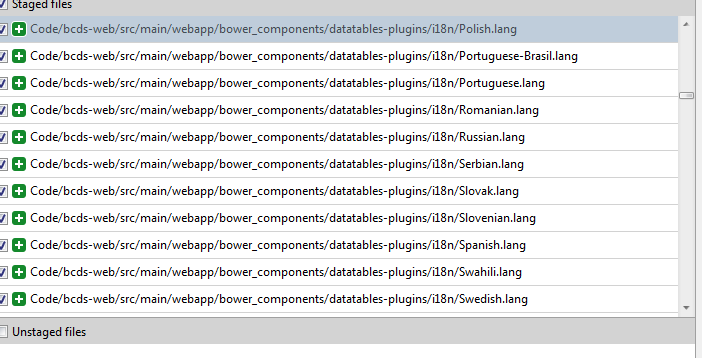 Staged files
Code/bcds-web/src/main/webapp/bower_components/datatables-plugins/i18n/Polish.lang
Code/bcds-web/src/main/webapp/bower_components/datatables-plugins/i18n/Portuguese-Brasil.lang
Code/bcds-web/src/main/webapp/bower_components/datatables-plugins/i18n/Portuguese.lang
Code/bcds-web/src/main/webapp/bower_components/datatables-plugins/i18n/Romanian.lang
Code/bcds-web/src/main/webapp/bower_components/datatables-plugins/i18n/Russian.lang
Code/bcds-web/src/main/webapp/bower_components/datatables-plugins/i18n/Serbian.lang
Code/bcds-web/src/main/webapp/bower_components/datatables-plugins/i18n/Slovak.lang
Code/bcds-web/src/main/webapp/bower_components/datatables-plugins/i18n/Slovenian.lang
Code/bcds-web/src/main/webapp/bower_components/datatables-plugins/i18n/Spanish.lang
Code/bcds-web/src/main/webapp/bower_components/datatables-plugins/i18n/Swahili.lang
Code/bcds-web/src/main/webapp/bower_components/datatables-plugins/i18n/Swedish.lang
Unstaged files